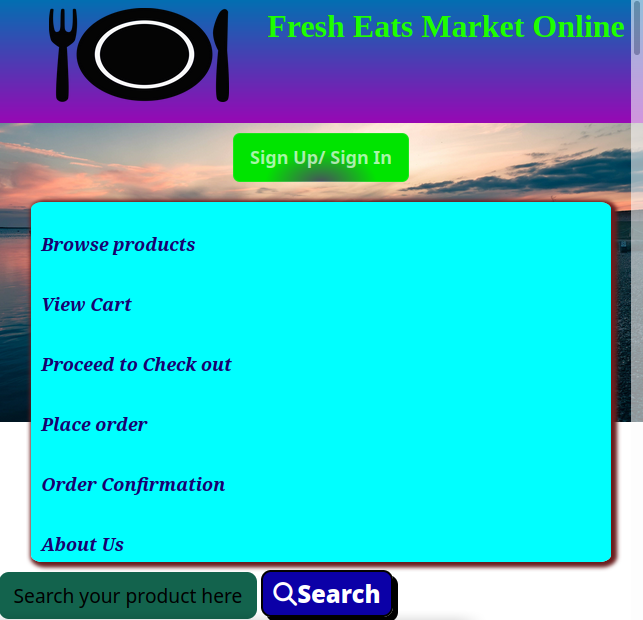 Fresh Eats Market Online
Sign Up/ Sign In
Browse products
View Cart
Proceed to Check out
Place order
Order Confirmation
About Us
Search your product here
Search